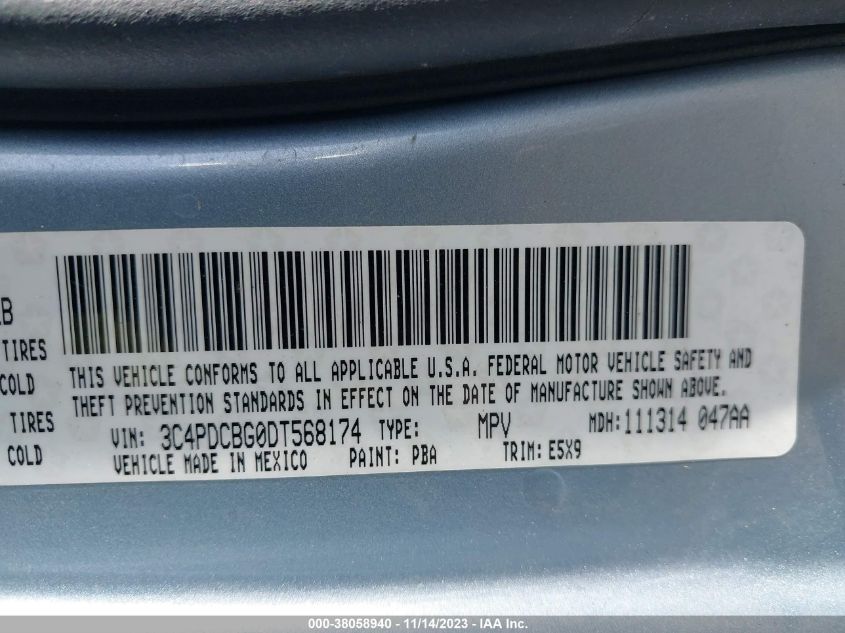 B
TIRES
COLD
TIRES
COLD
THIS VEHICLE CONFORMS TO ALL APPLICABLE U.S.A. FEDERAL MOTOR VEHICLE SAFETY AND
THEFT PREVENTION STANDARDS IN EFFECT ON THE DATE OF MANUFACTURE SHOWN ABOVE.
VIN: 3C4PDCBG0DT568174 TYPE: MPV MDH:111314 047AA
VEHICLE MADE IN MEXICO PAINT: PBA TRIM: E5X9
000-38058940 - 11/14/2023 - IAA Inc.